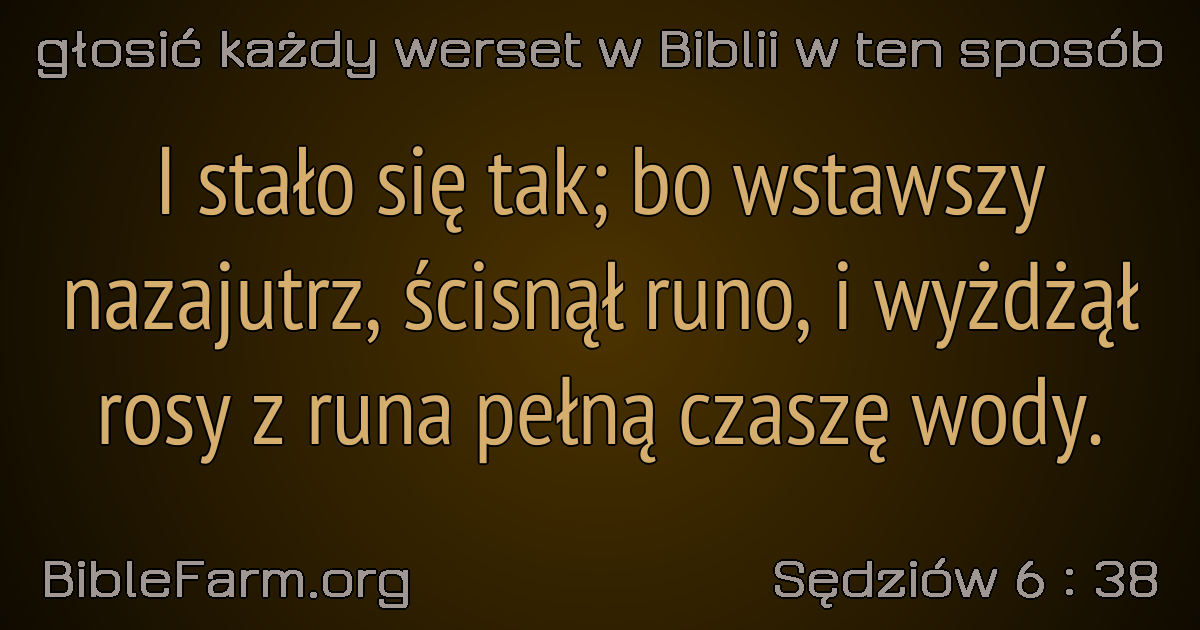 głosić każdy werset w Biblii w ten sposób
I stało się tak; bo wstawszy
nazajutrz, ścisnął runo, i wyżdżął
rosy z runa pełną czaszę wody.
BibleFarm.org
Sędziów 6 : 38